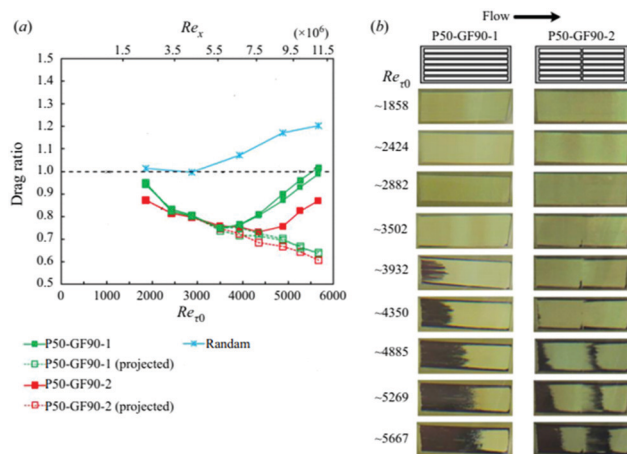 (a)
Re_x
(×10⁶)
1.5 3.5 5.5 7.5 9.5 11.5
1.5
1.4
1.3
1.2
1.1
1.0
0.9
0.8
0.7
0.6
0.5
Drag ratio
0 1000 2000 3000 4000 5000 6000
Re_τ0
P50-GF90-1
P50-GF90-1 (projected)
P50-GF90-2
P50-GF90-2 (projected)
Randam
(b)
Flow
P50-GF90-1 P50-GF90-2
Re_τ0
~1858
~2424
~2882
~3502
~3932
~4350
~4885
~5269
~5667